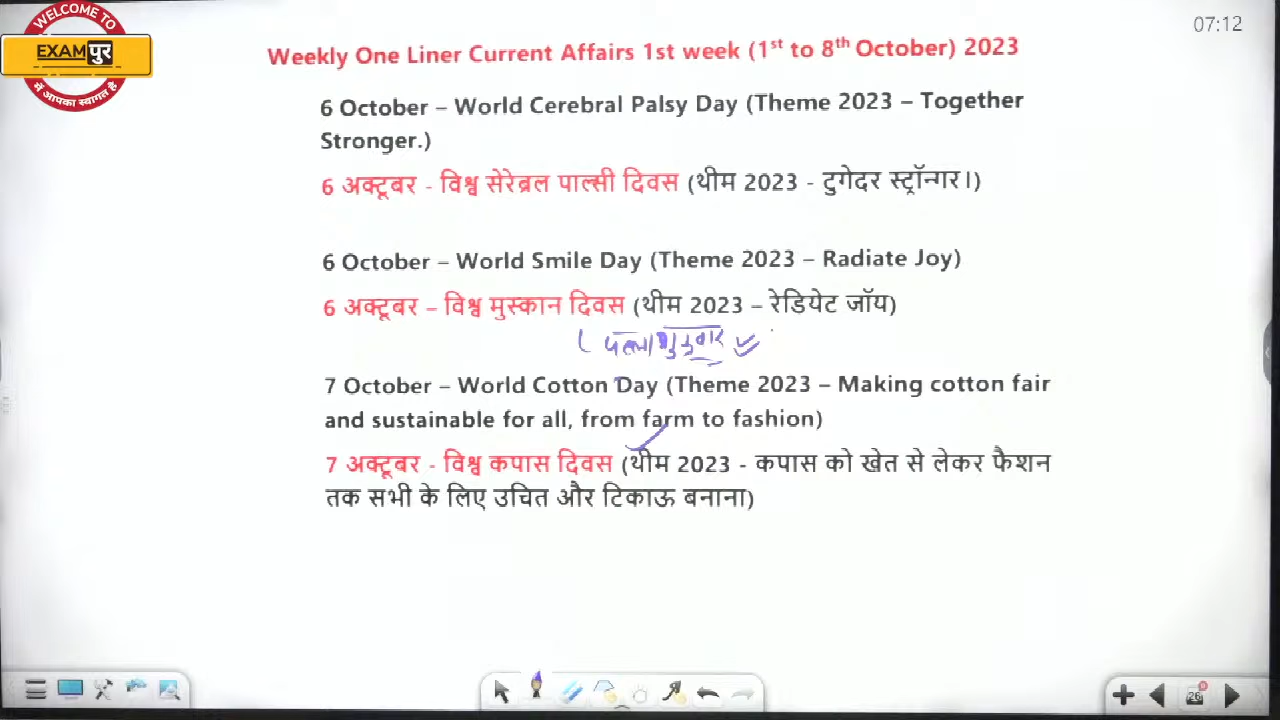 WELCOME TO
EXAMपुर
में आपका स्वागत है
07:12
Weekly One Liner Current Affairs 1st week (1st to 8th October) 2023
6 October – World Cerebral Palsy Day (Theme 2023 – Together
Stronger.)
6 अक्टूबर - विश्व सेरेब्रल पाल्सी दिवस (थीम 2023 - टुगेदर स्ट्रॉन्गर।)
6 October – World Smile Day (Theme 2023 – Radiate Joy)
6 अक्टूबर – विश्व मुस्कान दिवस (थीम 2023 – रेडियेट जॉय)
7 October – World Cotton Day (Theme 2023 – Making cotton fair
and sustainable for all, from farm to fashion)
7 अक्टूबर - विश्व कपास दिवस (थीम 2023 - कपास को खेत से लेकर फैशन
तक सभी के लिए उचित और टिकाऊ बनाना)
26